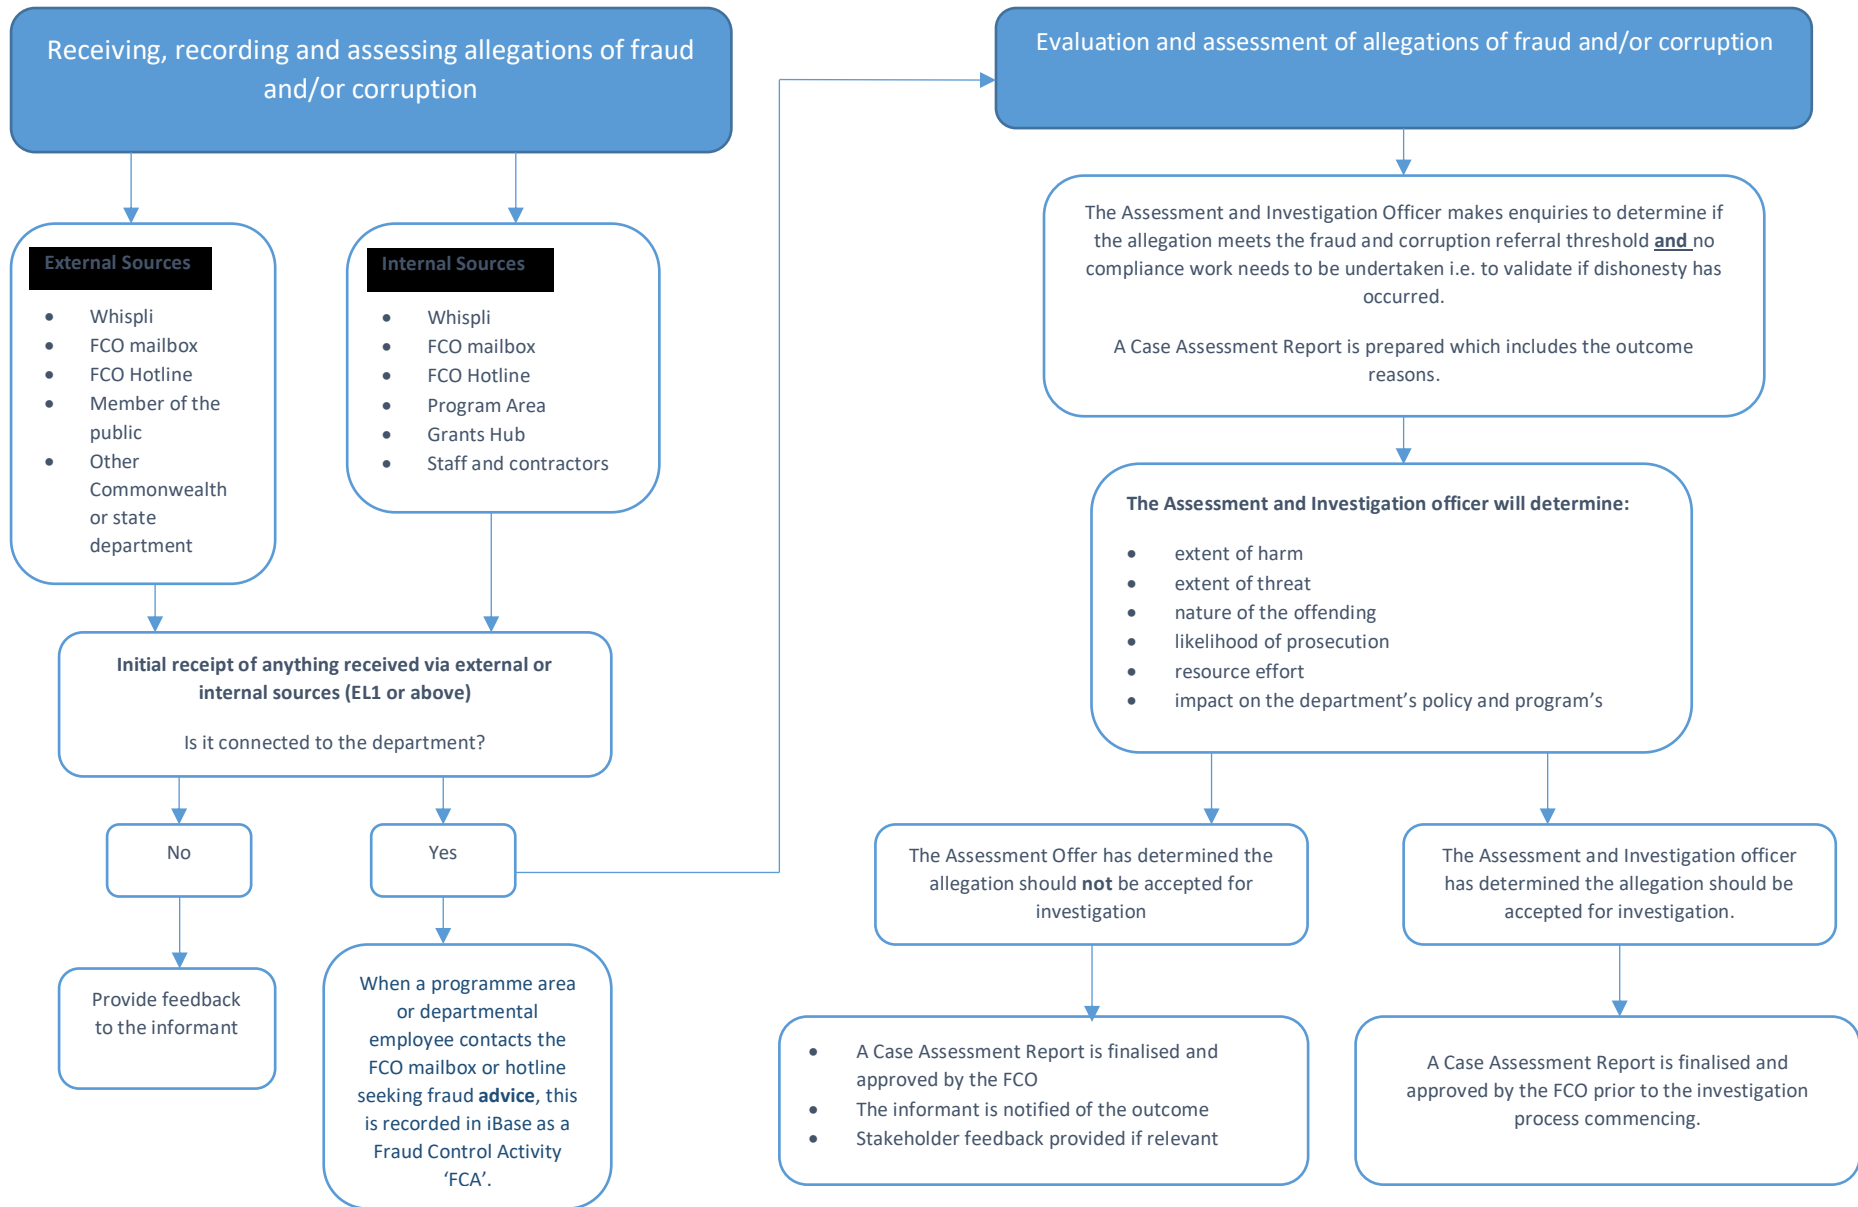 Receiving, recording and assessing allegations of fraud
and/or corruption
External Sources
• Whispli
• FCO mailbox
• FCO Hotline
• Member of the
public
• Other
Commonwealth
or state
department
Internal Sources
• Whispli
• FCO mailbox
• FCO Hotline
• Program Area
• Grants Hub
• Staff and contractors
Initial receipt of anything received via external or
internal sources (EL1 or above)
Is it connected to the department?
No
Yes
Provide feedback
to the informant
When a programme area
or departmental
employee contacts the
FCO mailbox or hotline
seeking fraud advice, this
is recorded in iBase as a
Fraud Control Activity
‘FCA’.
Evaluation and assessment of allegations of fraud and/or corruption
The Assessment and Investigation Officer makes enquiries to determine if
the allegation meets the fraud and corruption referral threshold and no
compliance work needs to be undertaken i.e. to validate if dishonesty has
occurred.
A Case Assessment Report is prepared which includes the outcome
reasons.
The Assessment and Investigation officer will determine:
• extent of harm
• extent of threat
• nature of the offending
• likelihood of prosecution
• resource effort
• impact on the department’s policy and program’s
The Assessment Offer has determined the
allegation should not be accepted for
investigation
The Assessment and Investigation officer
has determined the allegation should be
accepted for investigation.
• A Case Assessment Report is finalised and
approved by the FCO
• The informant is notified of the outcome
• Stakeholder feedback provided if relevant
A Case Assessment Report is finalised and
approved by the FCO prior to the investigation
process commencing.